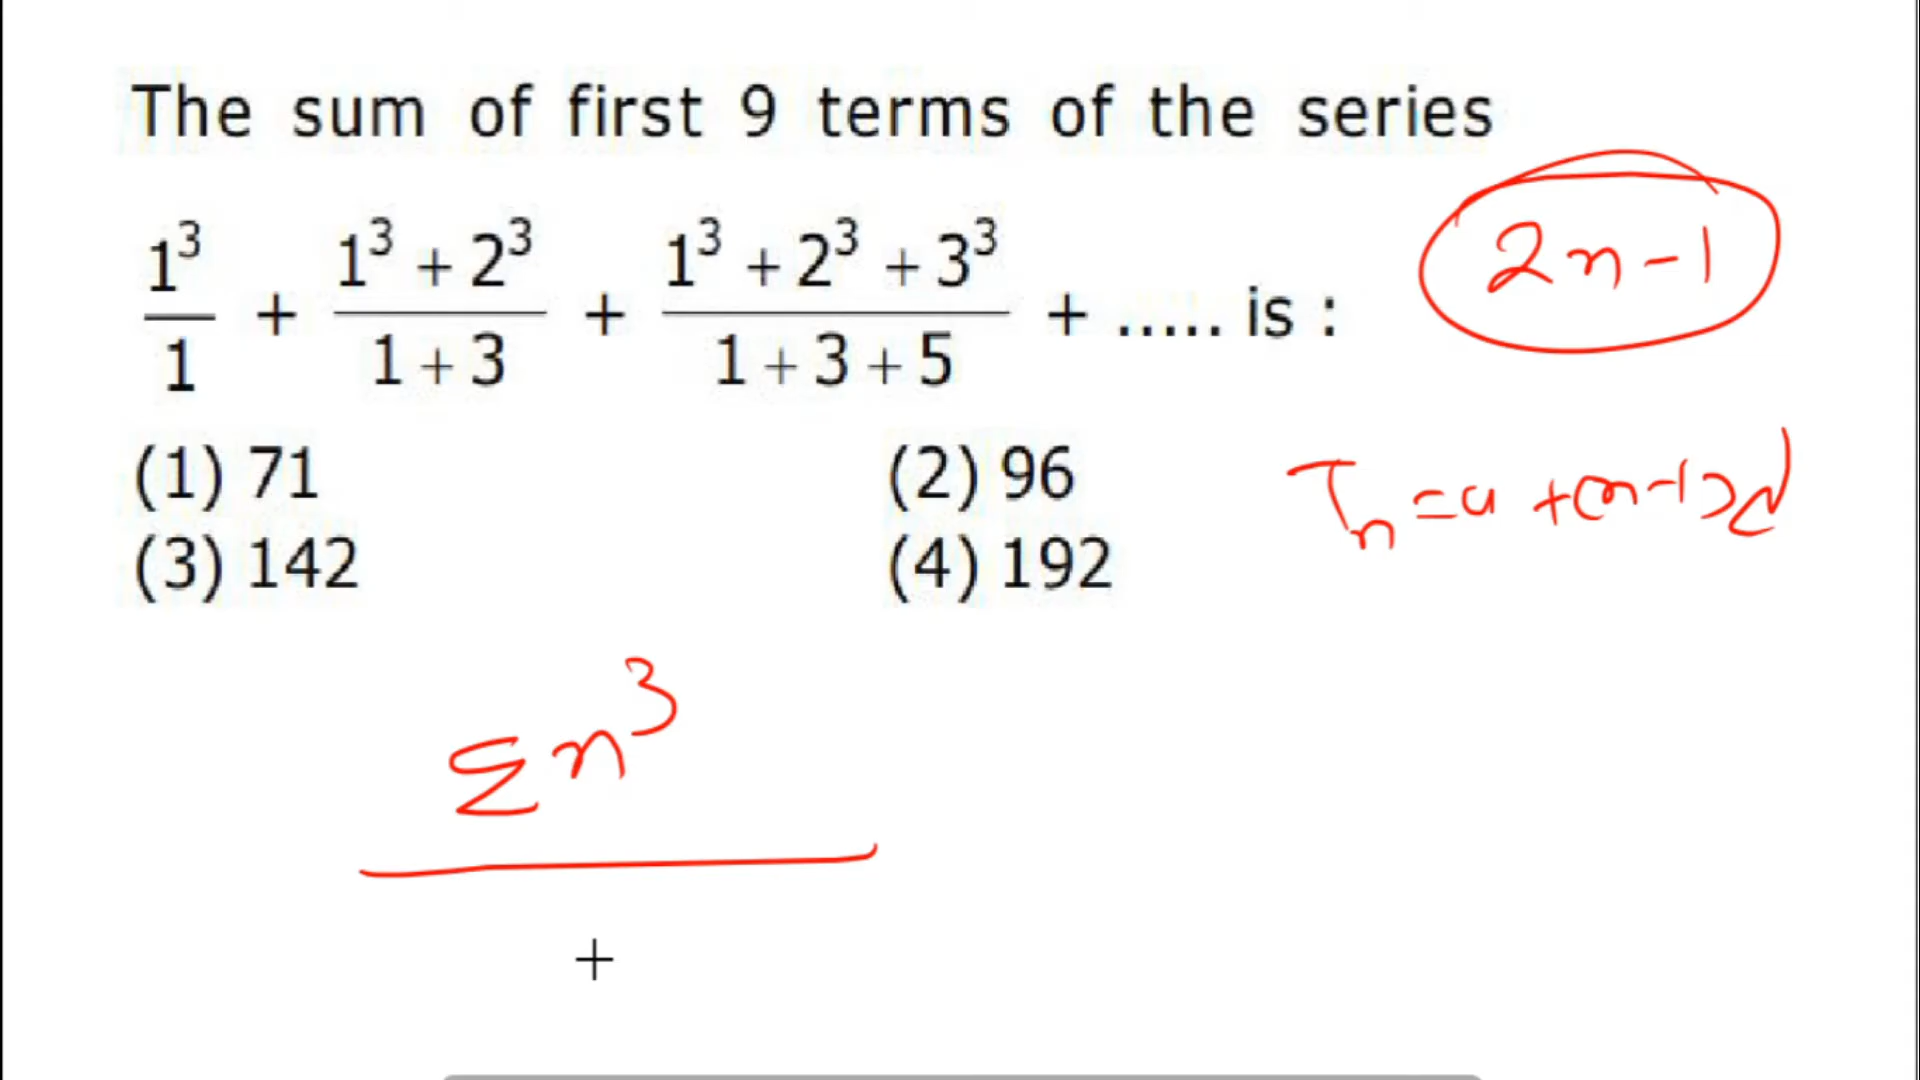 The sum of first 9 terms of the series
1³/1 + (1³ + 2³)/(1 + 3) + (1³ + 2³ + 3³)/(1 + 3 + 5) + ..... is :
2n-1
(1) 71 (2) 96
(3) 142 (4) 192
Tn = a + (n-1)d
Σn³